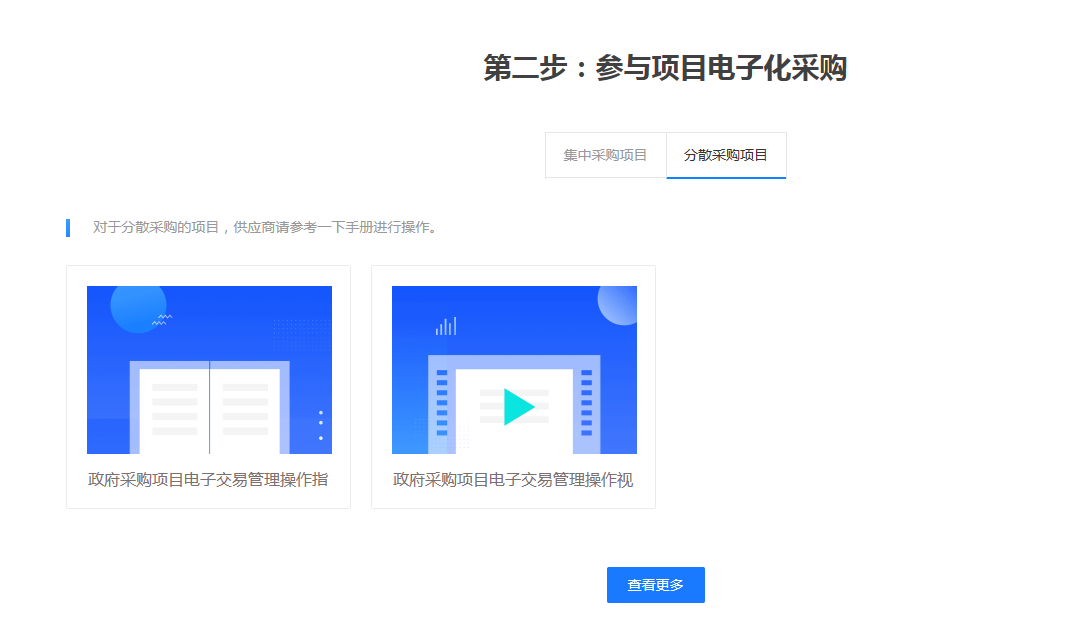 第二步：参与项目电子化采购
集中采购项目
分散采购项目
对于分散采购的项目，供应商请参考一下手册进行操作。
政府采购项目电子交易管理操作指
政府采购项目电子交易管理操作视
查看更多